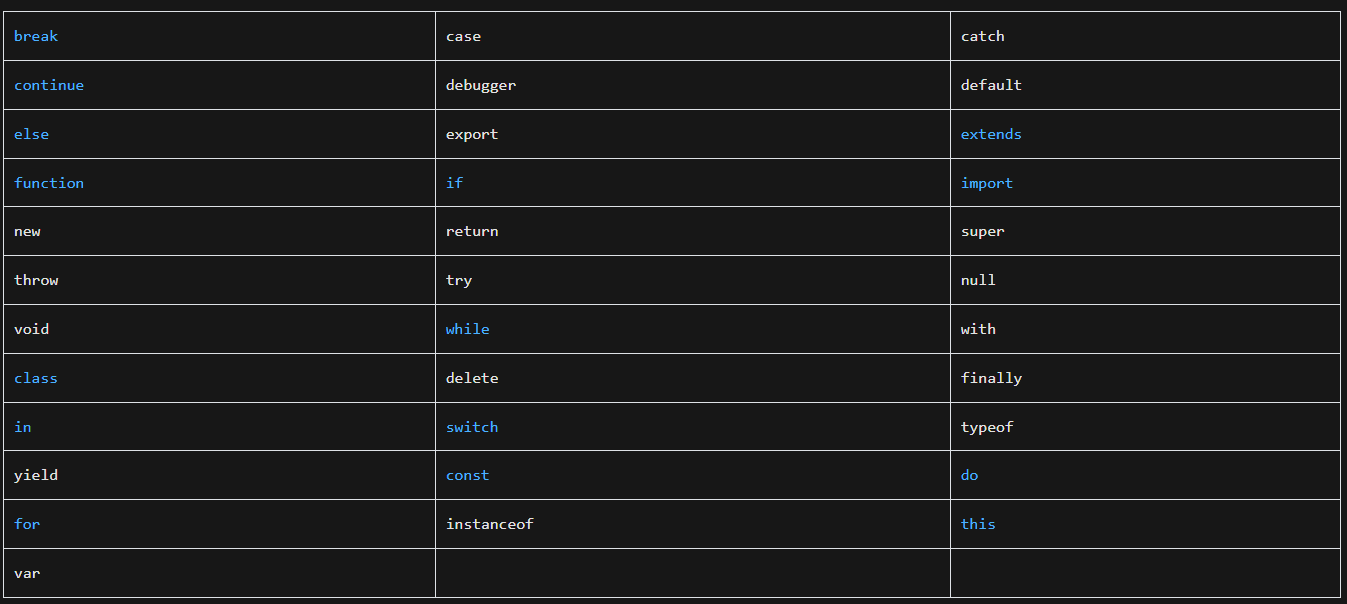 break case catch
continue debugger default
else export extends
function if import
new return super
throw try null
void while with
class delete finally
in switch typeof
yield const do
for instanceof this
var